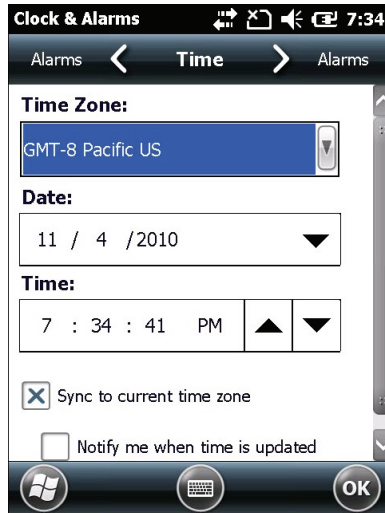 Clock & Alarms 7:34
Alarms Time Alarms
Time Zone:
GMT-8 Pacific US
Date:
11 / 4 /2010
Time:
7 : 34 : 41 PM
Sync to current time zone
Notify me when time is updated
OK